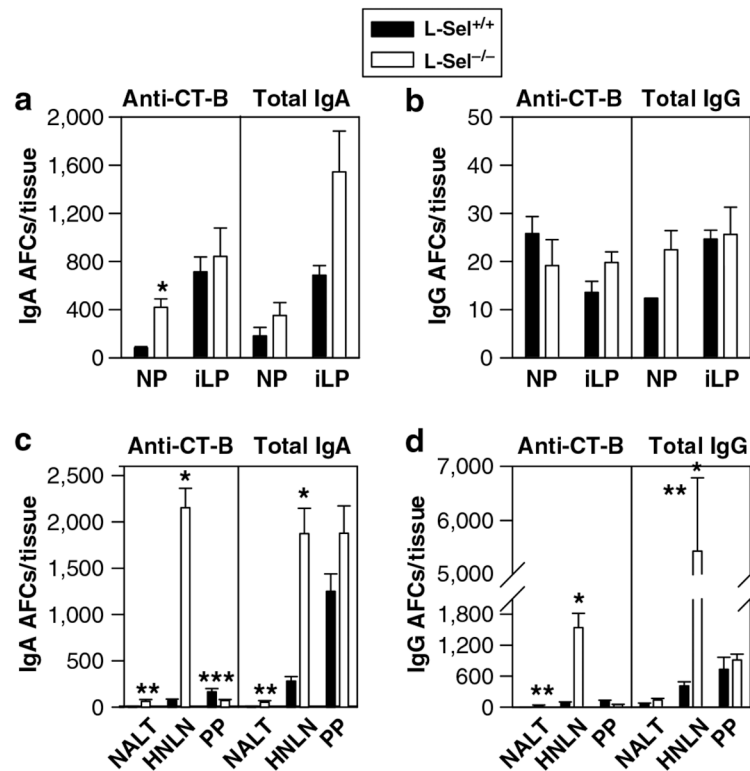 L-Sel+/+
L-Sel−/−
a
Anti-CT-B Total IgA
2,000
1,600
1,200
800
400
0
IgA AFCs/tissue
*
NP iLP NP iLP
b
Anti-CT-B Total IgG
50
40
30
20
10
0
IgG AFCs/tissue
NP iLP NP iLP
c
Anti-CT-B Total IgA
2,500
2,000
1,500
1,000
500
0
IgA AFCs/tissue
* *
** *** **
NALT HNLN PP NALT HNLN PP
d
Anti-CT-B Total IgG
7,000
6,000
5,000
1,800
1,200
600
0
IgG AFCs/tissue
** *
*
**
NALT HNLN PP NALT HNLN PP